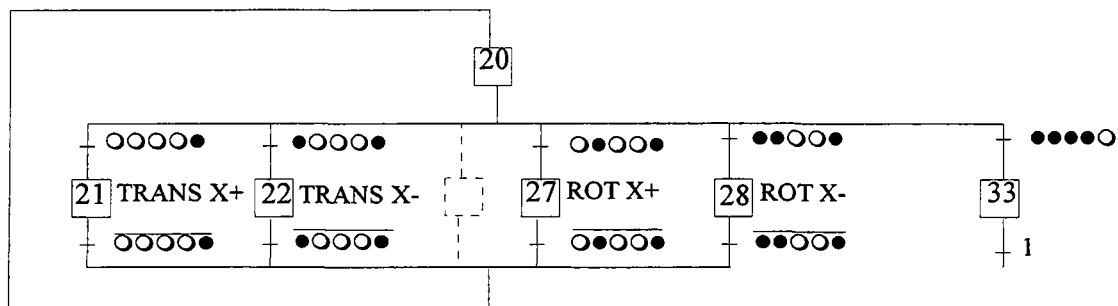 20
○○○○● ●○○○● ○●○○● ●●○○● ●●●●○
21 TRANS X+ 22 TRANS X- 27 ROT X+ 28 ROT X- 33
○○○○● ●○○○● ○●○○● ●●○○● 1